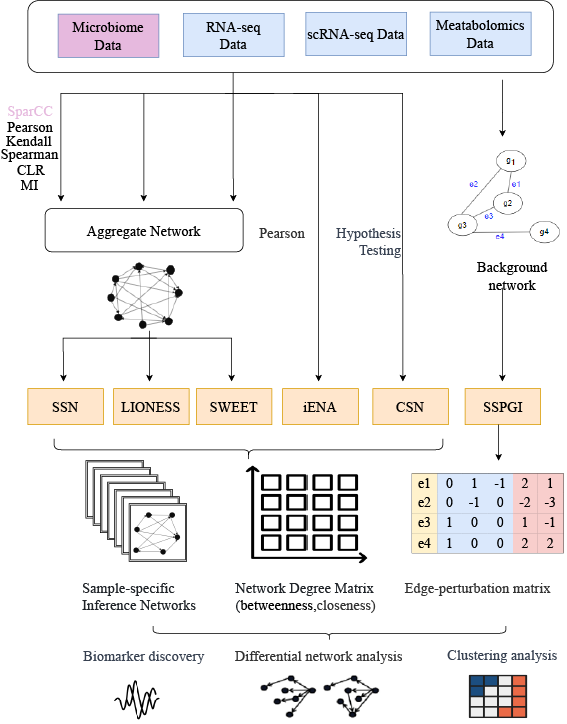 Microbiome
Data
RNA-seq
Data
scRNA-seq Data
Meatabolomics
Data
SparCC
Pearson
Kendall
Spearman
CLR
MI
Aggregate Network
Pearson
Hypothesis
Testing
g1
e2
e1
g2
e3
g3
e4
g4
Background
network
SSN
LIONESS
SWEET
iENA
CSN
SSPGI
e1 0 1 -1 2 1
e2 0 -1 0 -2 -3
e3 1 0 0 1 -1
e4 1 0 0 2 2
Sample-specific
Inference Networks
Network Degree Matrix
(betweenness,closeness)
Edge-perturbation matrix
Biomarker discovery
Differential network analysis
Clustering analysis